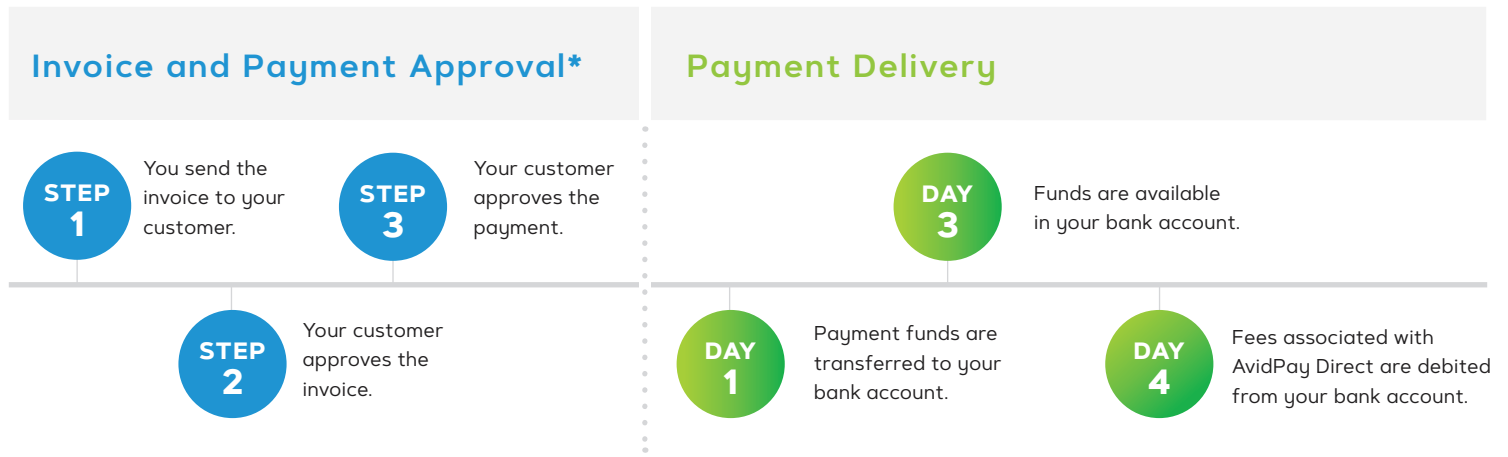 Invoice and Payment Approval*
STEP
1
You send the
invoice to your
customer.
STEP
2
Your customer
approves the
invoice.
STEP
3
Your customer
approves the
payment.
Payment Delivery
DAY
1
Payment funds are
transferred to your
bank account.
DAY
3
Funds are available
in your bank account.
DAY
4
Fees associated with
AvidPay Direct are debited
from your bank account.